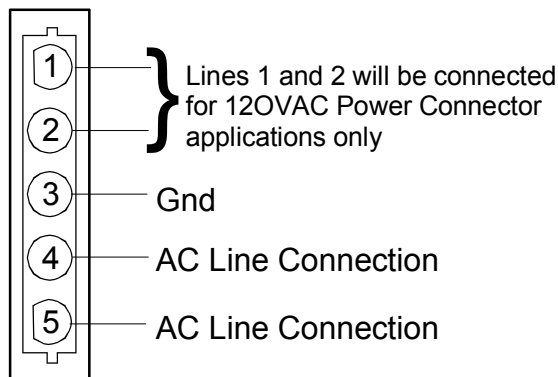 1
Lines 1 and 2 will be connected
for 12OVAC Power Connector
2
applications only
3 Gnd
4 AC Line Connection
5 AC Line Connection